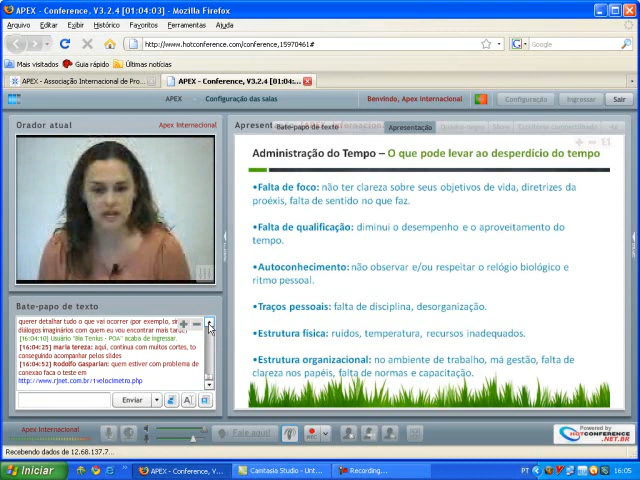 APEX - Conference, V3.2.4 [01:04:03] - Mozilla Firefox
Arquivo Editar Exibir Histórico Favoritos Ferramentas Ajuda
http://www.hotconference.com/conference,15970461#
Google
Mais visitados Guia rápido Últimas notícias
APEX - Associação Internacional de Pro...
APEX - Conference, V3.2.4 [01:04:...
APEX - Configuração das salas
Benvindo, Apex Internacional
Configuração
Ingressar
Sair
Orador atual
Apex Internacional
Bate-papo de texto
Apresentação
Administração do Tempo – O que pode levar ao desperdício do tempo
•Falta de foco: não ter clareza sobre seus objetivos de vida, diretrizes da
proéxis, falta de sentido no que faz.
•Falta de qualificação: diminui o desempenho e o aproveitamento do
tempo.
•Autoconhecimento: não observar e/ou respeitar o relógio biológico e
ritmo pessoal.
•Traços pessoais: falta de disciplina, desorganização.
•Estrutura física: ruidos, temperatura, recursos inadequados.
•Estrutura organizacional: no ambiente de trabalho, má gestão, falta de
clareza nos papéis, falta de normas e capacitação.
Bate-papo de texto
querer detalhar tudo o que vai ocorrer (por exemplo,
diálogos imaginários com quem eu vou encontrar mais
[16:04:10] Usuário "Ilia Tenius - POA" acaba de ingressar.
[16:04:25] maria tereza: aqui, continua com muitos cortes, to
conseguindo acompanhar pelos slides
[16:04:52] Rodolfo Gasparian: quem estiver com problema de
conexao faca o teste em
http://www.rjnet.com.br/1velocimetro.php
Enviar
Fale aqui!
REC
Powered by
HOTCONFERENCE
.NET.BR
Recebendo dados de 12.68.137.7...
Iniciar
APEX - Conference, V...
Camtasia Studio - Unt...
Recording...
PT
16:05